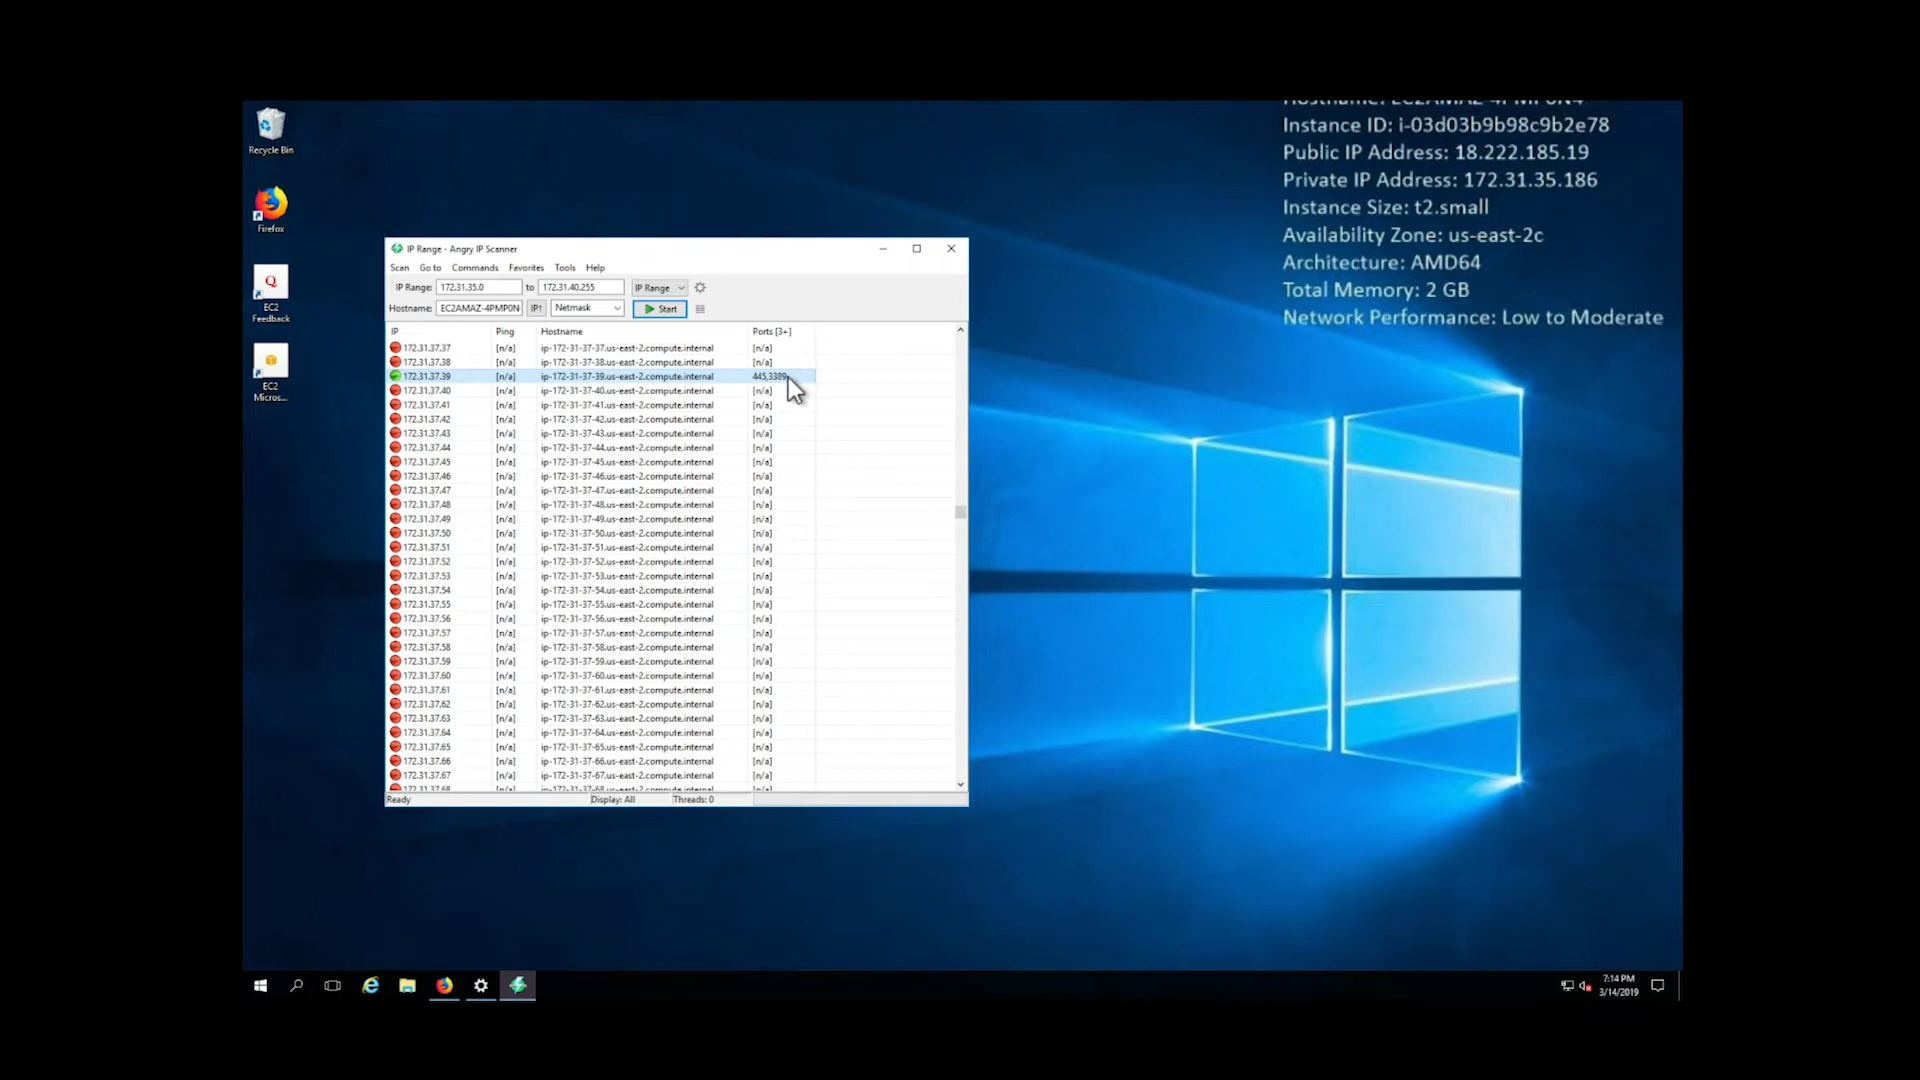 Recycle Bin
Firefox
EC2
Feedback
EC2
Micros...
Instance ID: i-03d03b9b98c9b2e78
Public IP Address: 18.222.185.19
Private IP Address: 172.31.35.186
Instance Size: t2.small
Availability Zone: us-east-2c
Architecture: AMD64
Total Memory: 2 GB
Network Performance: Low to Moderate
IP Range - Angry IP Scanner
Scan Go to Commands Favorites Tools Help
IP Range: 172.31.35.0 to 172.31.40.255 IP Range
Hostname: EC2AMAZ-4PMP0N IP↑ Netmask Start
IP Ping Hostname Ports [3+]
172.31.37.37 [n/a] ip-172-31-37-37.us-east-2.compute.internal [n/a]
172.31.37.38 [n/a] ip-172-31-37-38.us-east-2.compute.internal [n/a]
172.31.37.39 [n/a] ip-172-31-37-39.us-east-2.compute.internal 445,3389
172.31.37.40 [n/a] ip-172-31-37-40.us-east-2.compute.internal [n/a]
172.31.37.41 [n/a] ip-172-31-37-41.us-east-2.compute.internal [n/a]
172.31.37.42 [n/a] ip-172-31-37-42.us-east-2.compute.internal [n/a]
172.31.37.43 [n/a] ip-172-31-37-43.us-east-2.compute.internal [n/a]
172.31.37.44 [n/a] ip-172-31-37-44.us-east-2.compute.internal [n/a]
172.31.37.45 [n/a] ip-172-31-37-45.us-east-2.compute.internal [n/a]
172.31.37.46 [n/a] ip-172-31-37-46.us-east-2.compute.internal [n/a]
172.31.37.47 [n/a] ip-172-31-37-47.us-east-2.compute.internal [n/a]
172.31.37.48 [n/a] ip-172-31-37-48.us-east-2.compute.internal [n/a]
172.31.37.49 [n/a] ip-172-31-37-49.us-east-2.compute.internal [n/a]
172.31.37.50 [n/a] ip-172-31-37-50.us-east-2.compute.internal [n/a]
172.31.37.51 [n/a] ip-172-31-37-51.us-east-2.compute.internal [n/a]
172.31.37.52 [n/a] ip-172-31-37-52.us-east-2.compute.internal [n/a]
172.31.37.53 [n/a] ip-172-31-37-53.us-east-2.compute.internal [n/a]
172.31.37.54 [n/a] ip-172-31-37-54.us-east-2.compute.internal [n/a]
172.31.37.55 [n/a] ip-172-31-37-55.us-east-2.compute.internal [n/a]
172.31.37.56 [n/a] ip-172-31-37-56.us-east-2.compute.internal [n/a]
172.31.37.57 [n/a] ip-172-31-37-57.us-east-2.compute.internal [n/a]
172.31.37.58 [n/a] ip-172-31-37-58.us-east-2.compute.internal [n/a]
172.31.37.59 [n/a] ip-172-31-37-59.us-east-2.compute.internal [n/a]
172.31.37.60 [n/a] ip-172-31-37-60.us-east-2.compute.internal [n/a]
172.31.37.61 [n/a] ip-172-31-37-61.us-east-2.compute.internal [n/a]
172.31.37.62 [n/a] ip-172-31-37-62.us-east-2.compute.internal [n/a]
172.31.37.63 [n/a] ip-172-31-37-63.us-east-2.compute.internal [n/a]
172.31.37.64 [n/a] ip-172-31-37-64.us-east-2.compute.internal [n/a]
172.31.37.65 [n/a] ip-172-31-37-65.us-east-2.compute.internal [n/a]
172.31.37.66 [n/a] ip-172-31-37-66.us-east-2.compute.internal [n/a]
172.31.37.67 [n/a] ip-172-31-37-67.us-east-2.compute.internal [n/a]
Ready Display: All Threads: 0
7:14 PM
3/14/2019